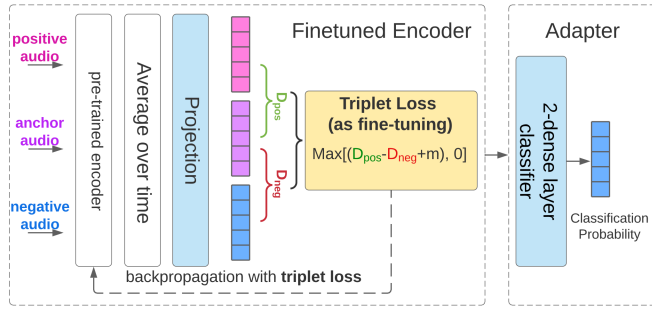 Finetuned Encoder
Adapter
positive
audio
anchor
audio
negative
audio
pre-trained encoder
Average over time
Projection
Dpos
Dneg
Triplet Loss
(as fine-tuning)
Max[(Dpos-Dneg+m), 0]
backpropagation with triplet loss
2-dense layer
classifier
Classification
Probability